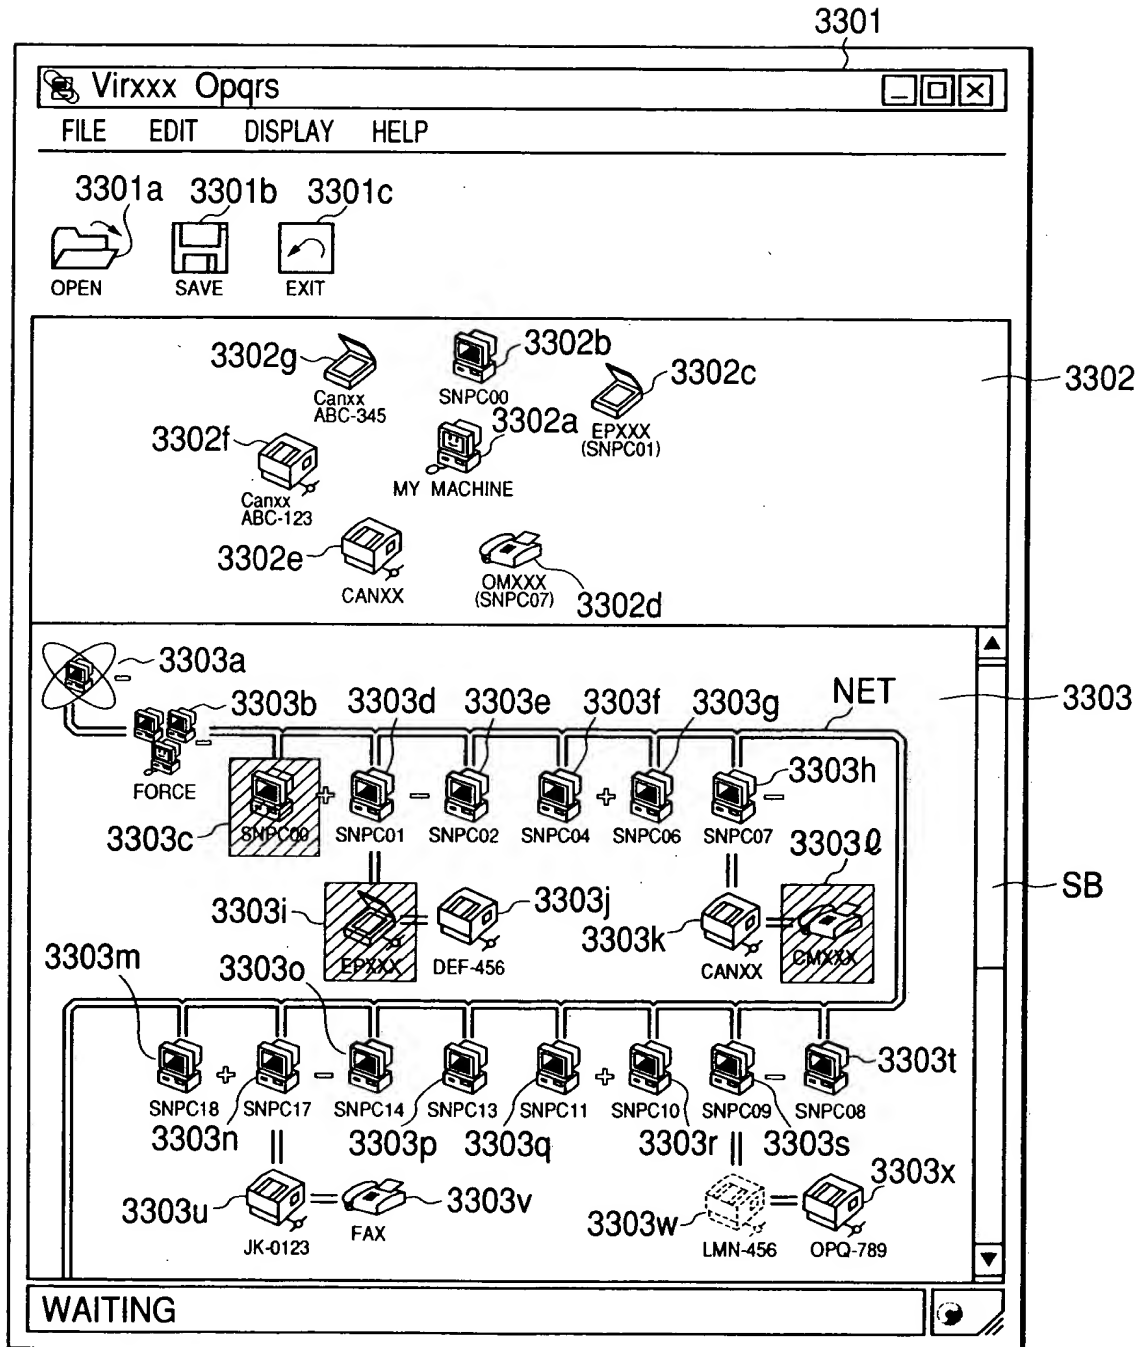 3301
Virxxx Opqrs
FILE EDIT DISPLAY HELP
3301a 3301b 3301c
OPEN SAVE EXIT
3302g 3302b 3302c 3302
Canxx
ABC-345
SNPC00
EPXXX
(SNPC01)
3302f 3302a
Canxx
ABC-123
MY MACHINE
3302e
CANXX
OMXXX
(SNPC07)
3302d
3303a
3303b 3303d 3303e 3303f 3303g NET 3303
FORCE
3303h
3303c SNPC00 SNPC01 SNPC02 SNPC04 SNPC06 SNPC07
3303ℓ
SB
3303i 3303j 3303k
EPXXX DEF-456 CANXX CMXXX
3303m 3303o
3303t
SNPC18 SNPC17 SNPC14 SNPC13 SNPC11 SNPC10 SNPC09 SNPC08
3303n 3303p 3303q 3303r 3303s
3303u 3303v 3303w 3303x
JK-0123 FAX LMN-456 OPQ-789
WAITING